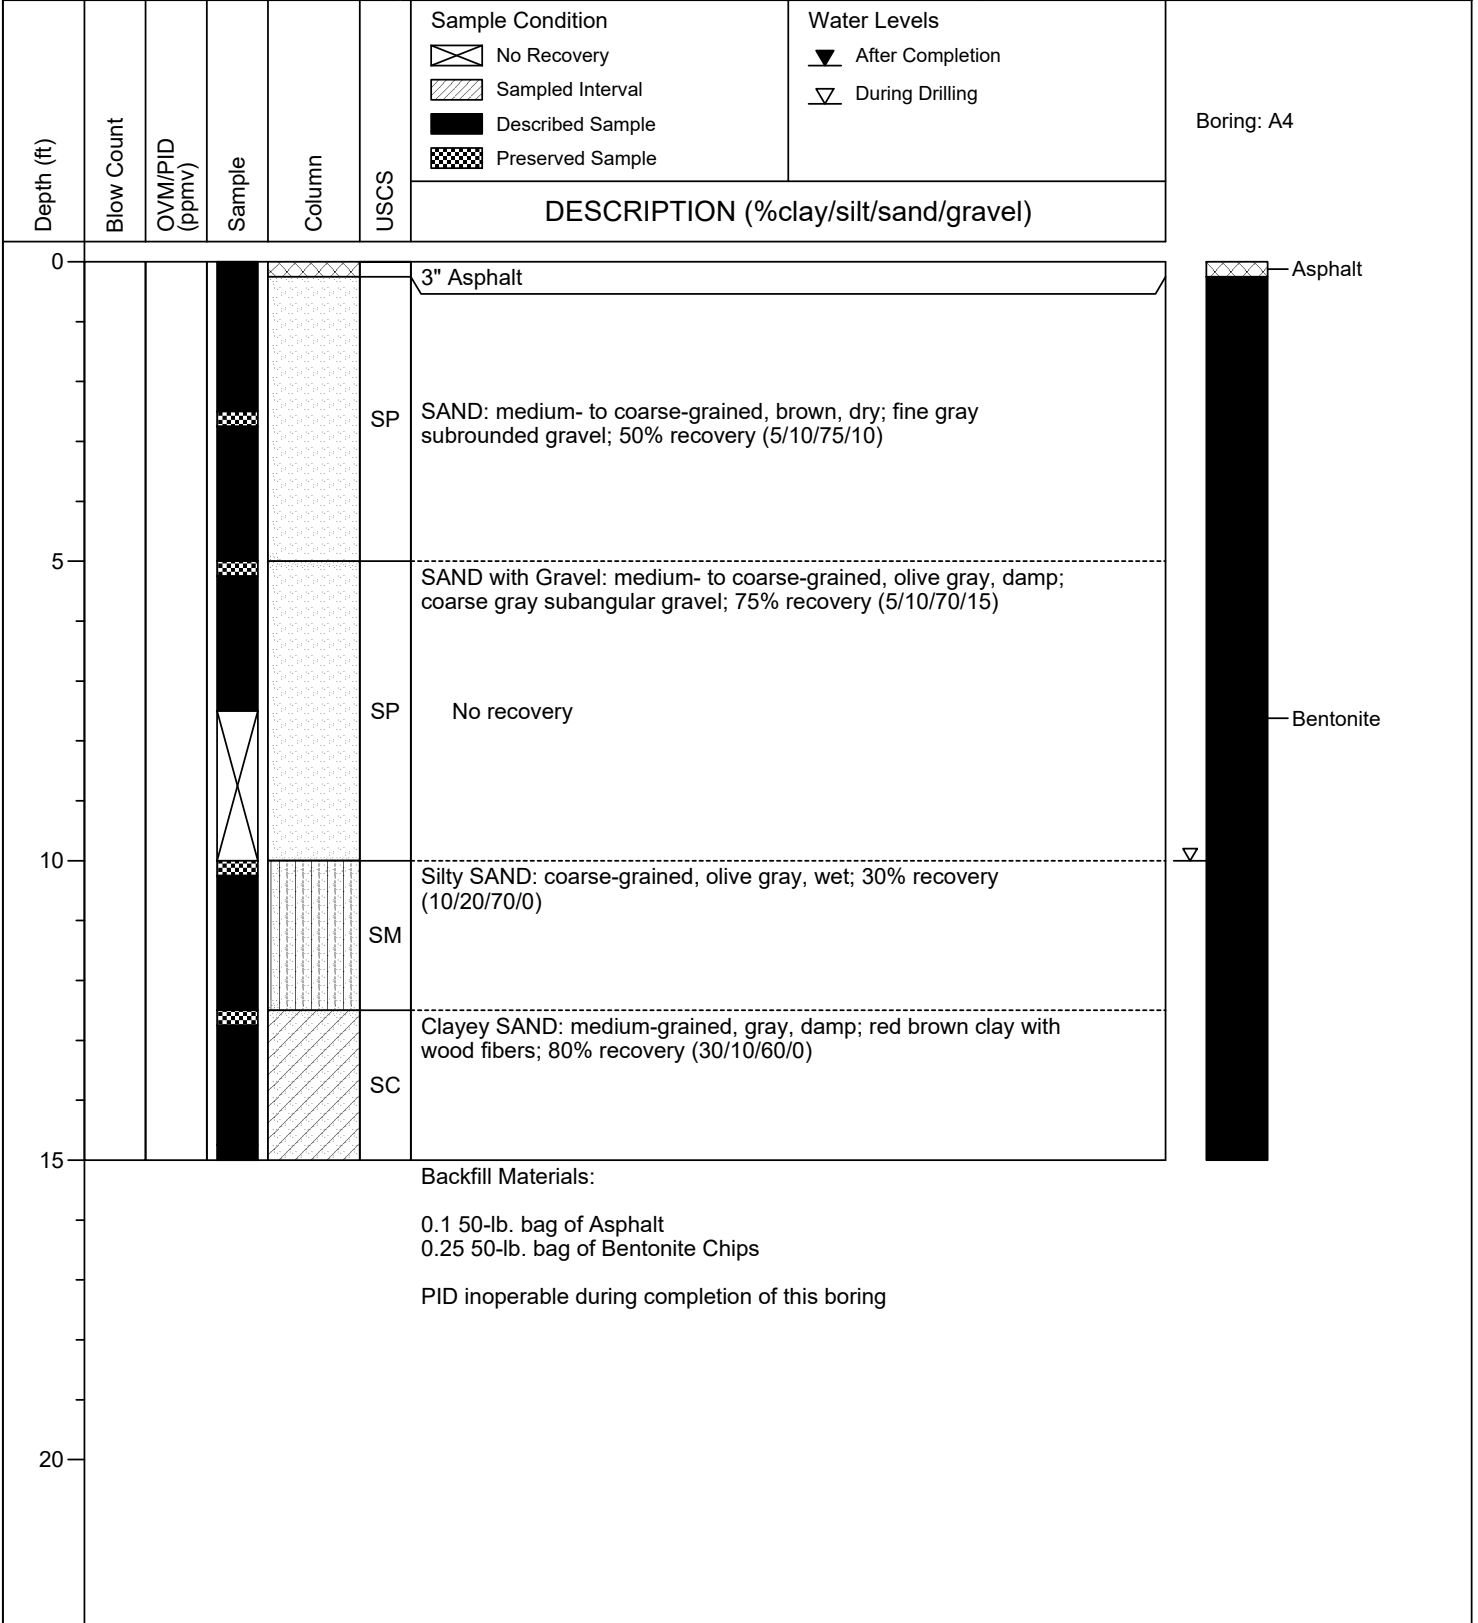 Sample Condition
No Recovery
Sampled Interval
Described Sample
Preserved Sample
Water Levels
After Completion
During Drilling
Boring: A4
Depth (ft)
Blow Count
OVM/PID
(ppmv)
Sample
Column
USCS
DESCRIPTION (%clay/silt/sand/gravel)
0
3" Asphalt
Asphalt
SP
SAND: medium- to coarse-grained, brown, dry; fine gray
subrounded gravel; 50% recovery (5/10/75/10)
5
SAND with Gravel: medium- to coarse-grained, olive gray, damp;
coarse gray subangular gravel; 75% recovery (5/10/70/15)
SP
No recovery
Bentonite
10
Silty SAND: coarse-grained, olive gray, wet; 30% recovery
(10/20/70/0)
SM
Clayey SAND: medium-grained, gray, damp; red brown clay with
wood fibers; 80% recovery (30/10/60/0)
SC
15
Backfill Materials:
0.1 50-lb. bag of Asphalt
0.25 50-lb. bag of Bentonite Chips
PID inoperable during completion of this boring
20